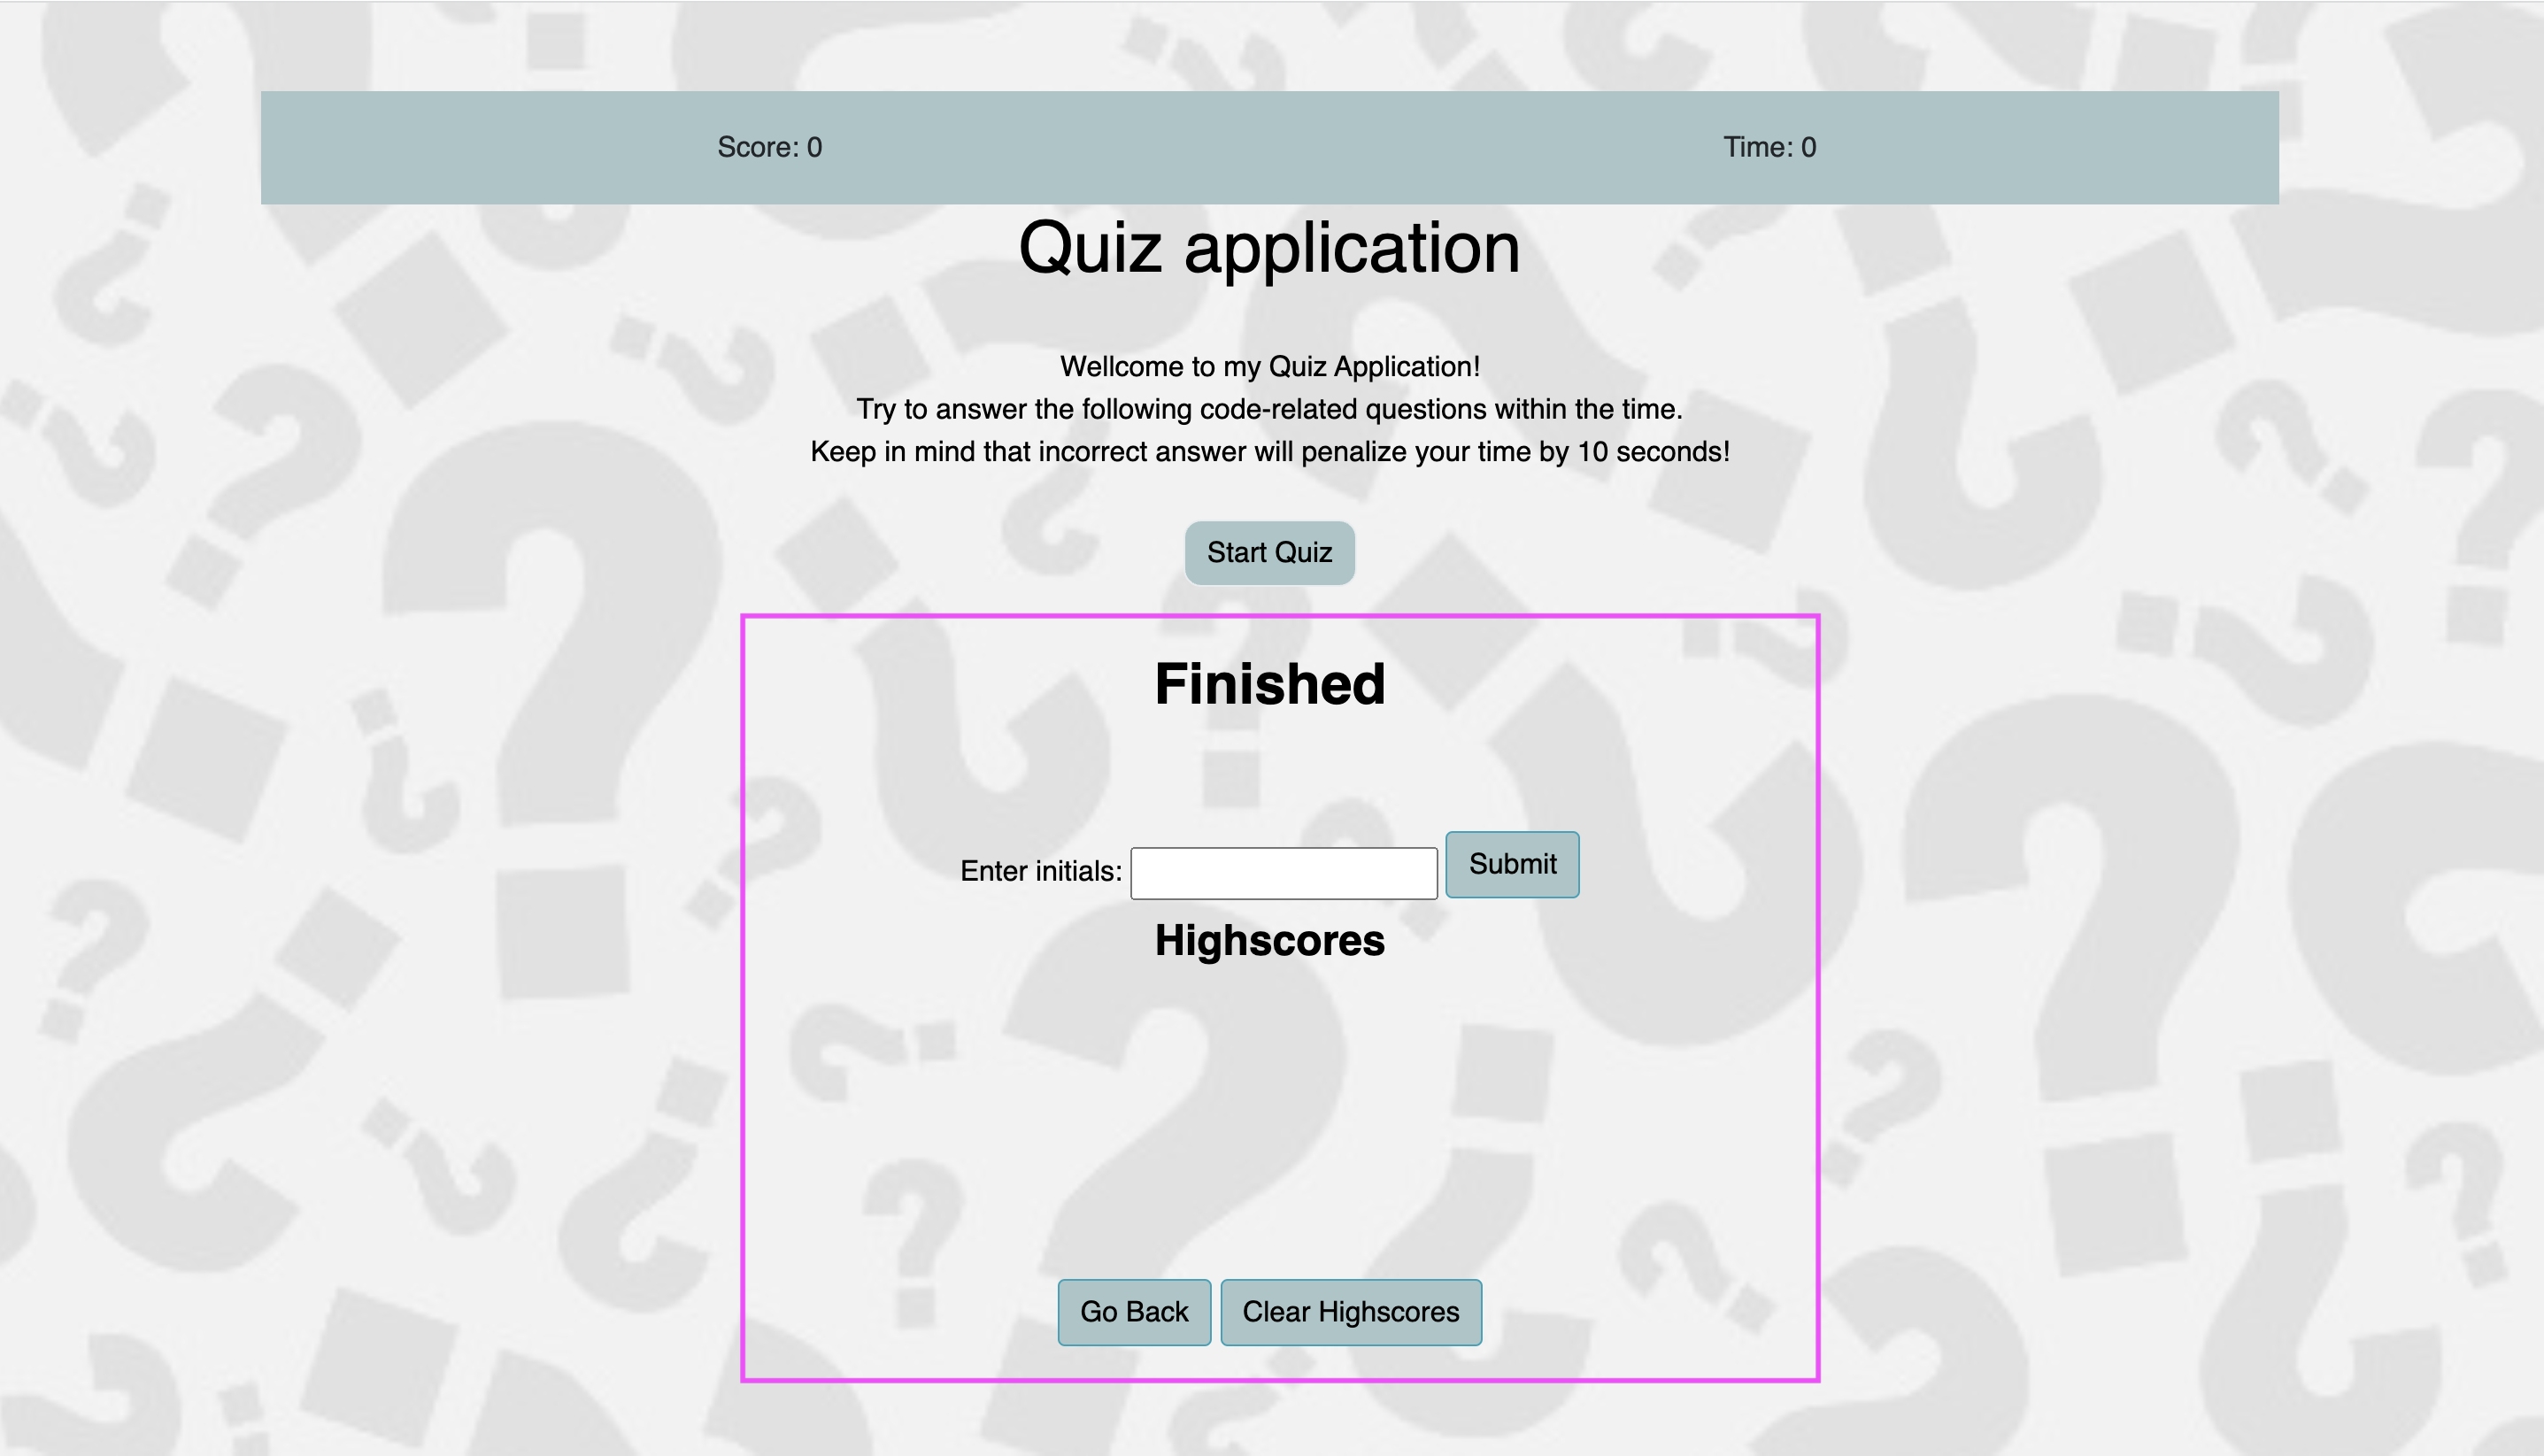 Score: 0 Time: 0
Quiz application
Wellcome to my Quiz Application!
Try to answer the following code-related questions within the time.
Keep in mind that incorrect answer will penalize your time by 10 seconds!
Start Quiz
Finished
Enter initials: Submit
Highscores
Go Back Clear Highscores